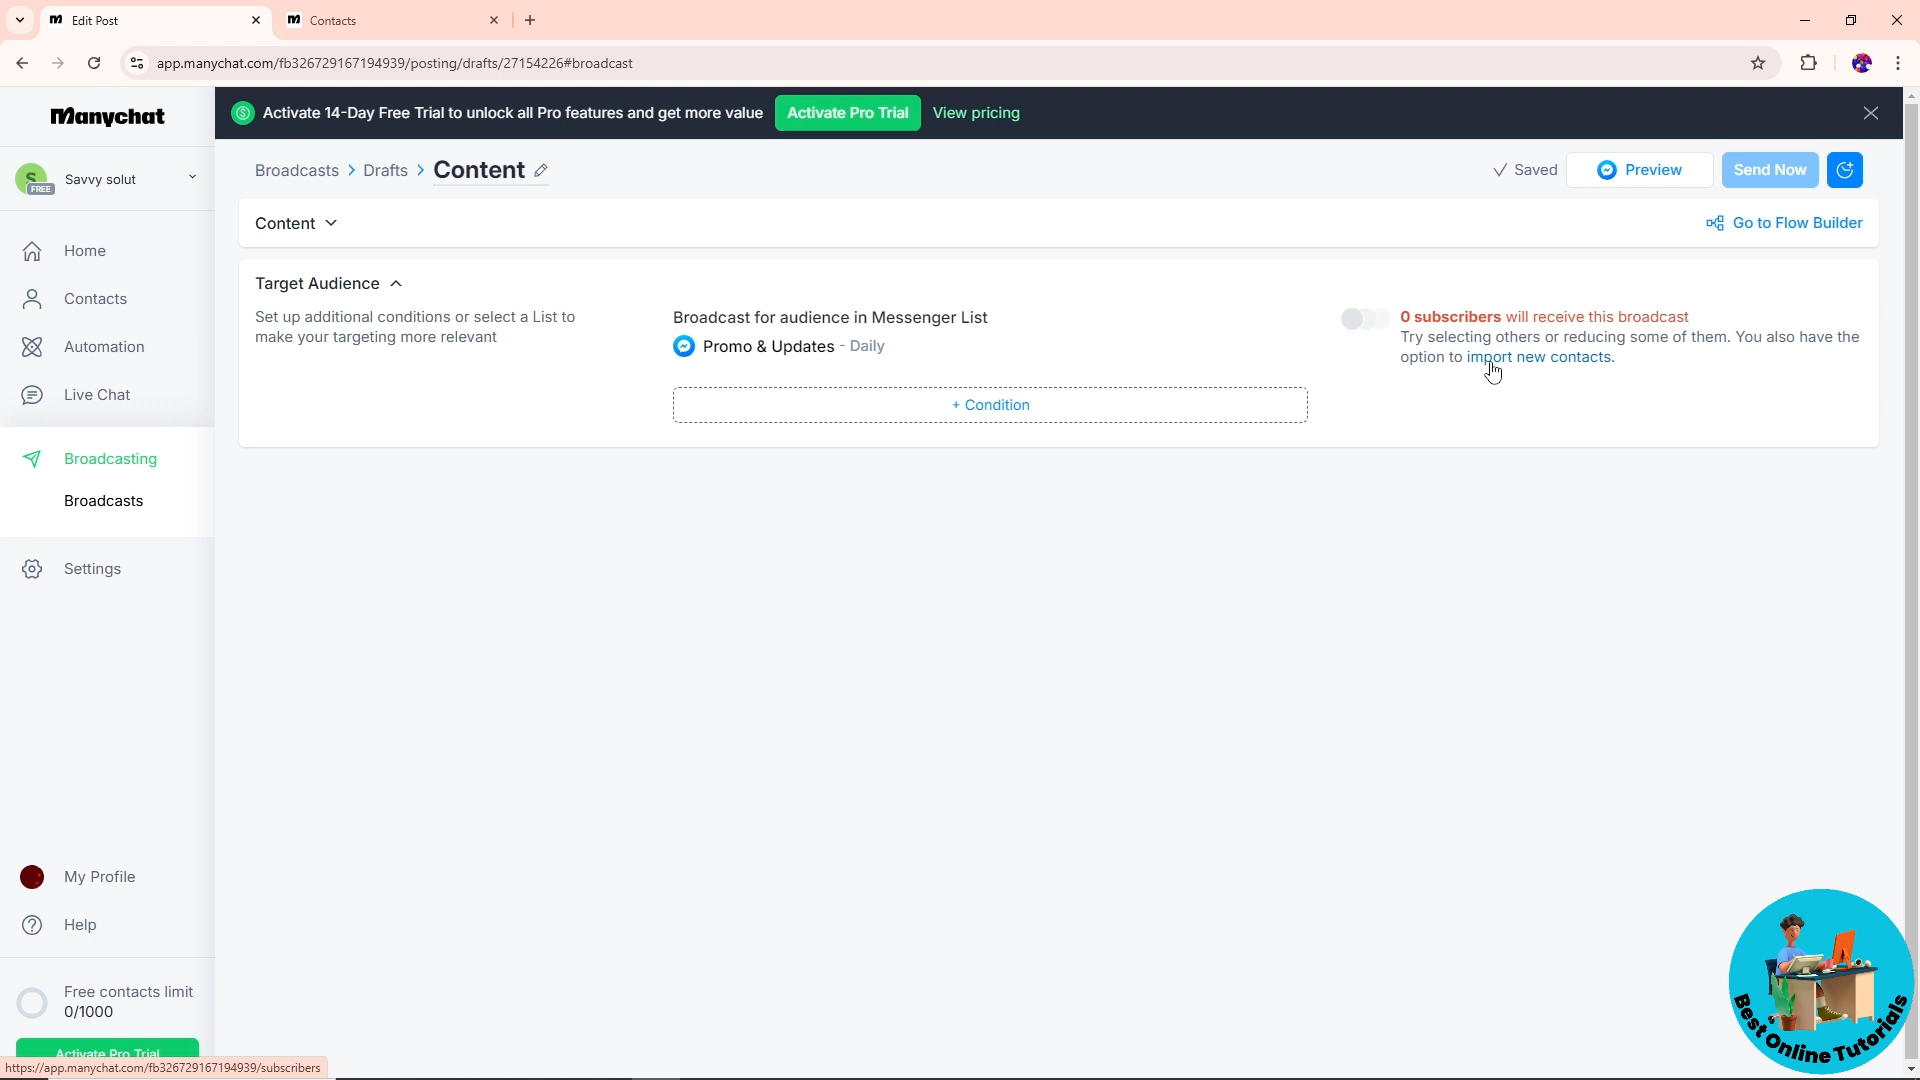 Edit Post
Contacts
app.manychat.com/fb326729167194939/posting/drafts/27154226#broadcast
Manychat
Activate 14-Day Free Trial to unlock all Pro features and get more value
Activate Pro Trial
View pricing
S
FREE
Savvy solut
Broadcasts
Drafts
Content
Saved
Preview
Send Now
Content
Go to Flow Builder
Home
Contacts
Automation
Live Chat
Broadcasting
Broadcasts
Settings
Target Audience
Set up additional conditions or select a List to
make your targeting more relevant
Broadcast for audience in Messenger List
Promo & Updates - Daily
+ Condition
0 subscribers will receive this broadcast
Try selecting others or reducing some of them. You also have the
option to import new contacts.
My Profile
Help
Free contacts limit
0/1000
Activate Pro Trial
https://app.manychat.com/fb326729167194939/subscribers
Best Online Tutorials